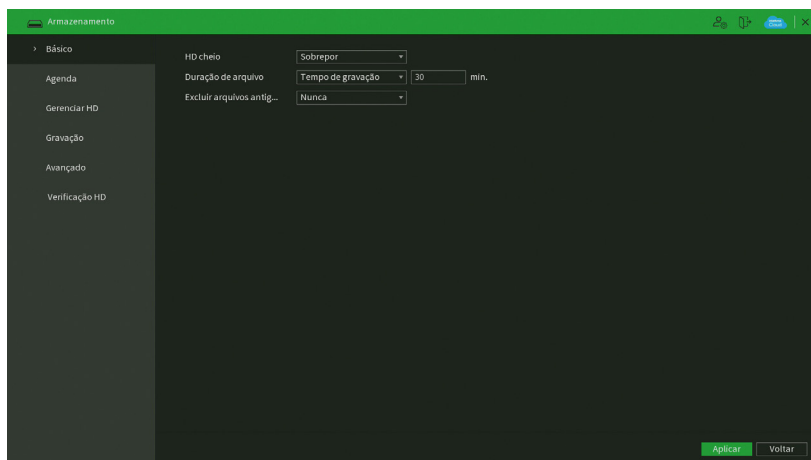 Armazenamento
Básico
HD cheio Sobrepor
Agenda
Duração de arquivo Tempo de gravação 30 min.
Excluir arquivos antig... Nunca
Gerenciar HD
Gravação
Avançado
Verificação HD
Aplicar Voltar